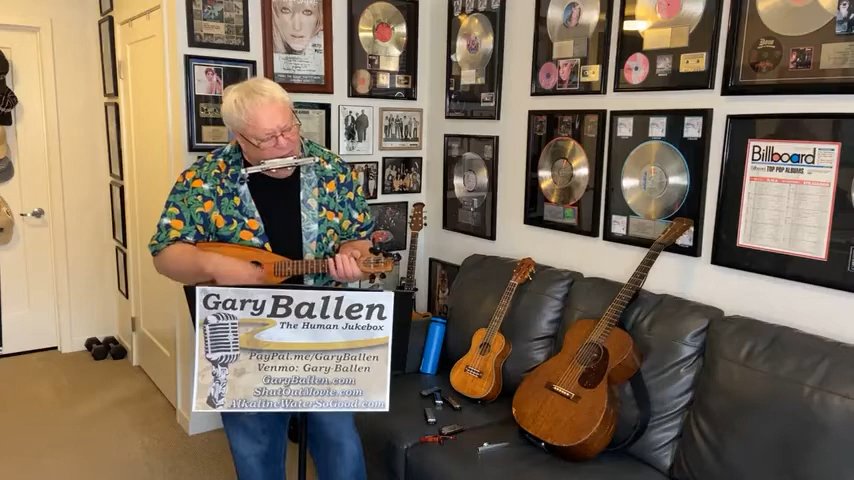 Billboard
TOP POP ALBUMS
Gary Ballen
The Human Jukebox
PayPal.me/GaryBallen
Venmo: Gary-Ballen
GaryBallen.com
ShutOutMovie.com
AlkalineWaterSoGood.com